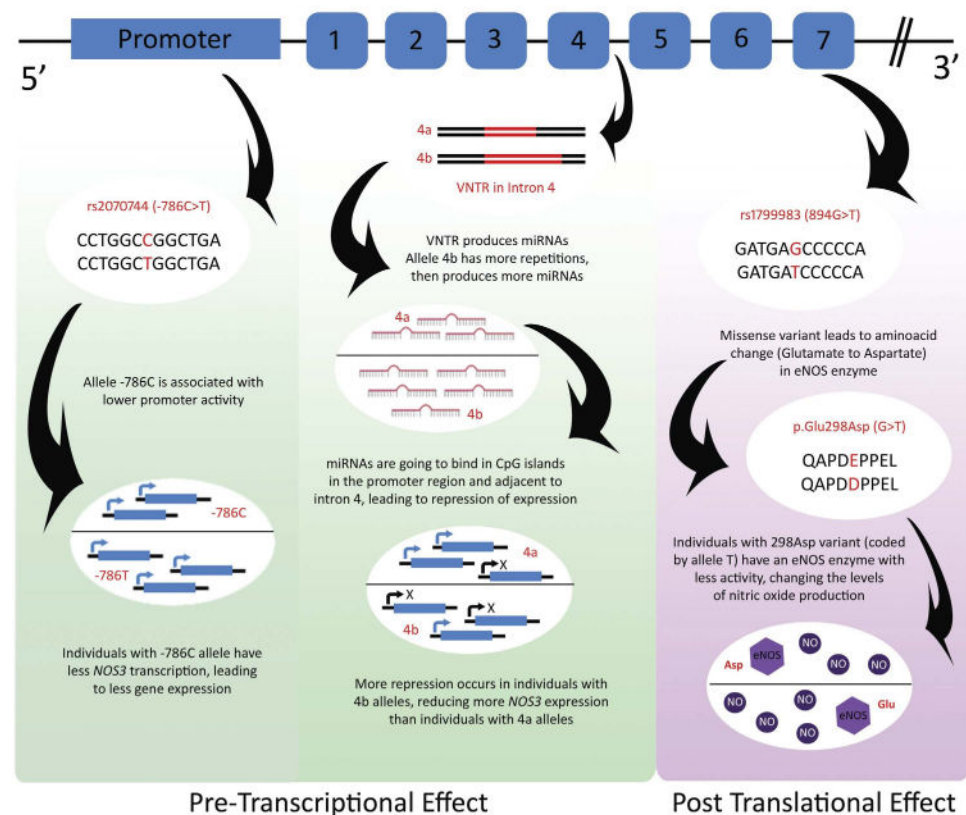 Promoter
1
2
3
4
5
6
7
5’
3’
rs2070744 (-786C>T)
CCTGGCCGGCTGA
CCTGGCTGGCTGA
Allele -786C is associated with
lower promoter activity
-786C
-786T
Individuals with -786C allele have
less NOS3 transcription, leading
to less gene expression
4a
4b
VNTR in Intron 4
VNTR produces miRNAs
Allele 4b has more repetitions,
then produces more miRNAs
4a
4b
miRNAs are going to bind in CpG islands
in the promoter region and adjacent to
intron 4, leading to repression of expression
4a
X
X
X
4b
More repression occurs in individuals with
4b alleles, reducing more NOS3 expression
than individuals with 4a alleles
Pre-Transcriptional Effect
rs1799983 (894G>T)
GATGAGCCCCCA
GATGATCCCCCA
Missense variant leads to aminoacid
change (Glutamate to Aspartate)
in eNOS enzyme
p.Glu298Asp (G>T)
QAPDEPPEL
QAPDDPPEL
Individuals with 298Asp variant (coded
by allele T) have an eNOS enzyme with
less activity, changing the levels
of nitric oxide production
Asp
eNOS
NO
NO
NO
NO
NO
NO
NO
eNOS
Glu
Post Translational Effect